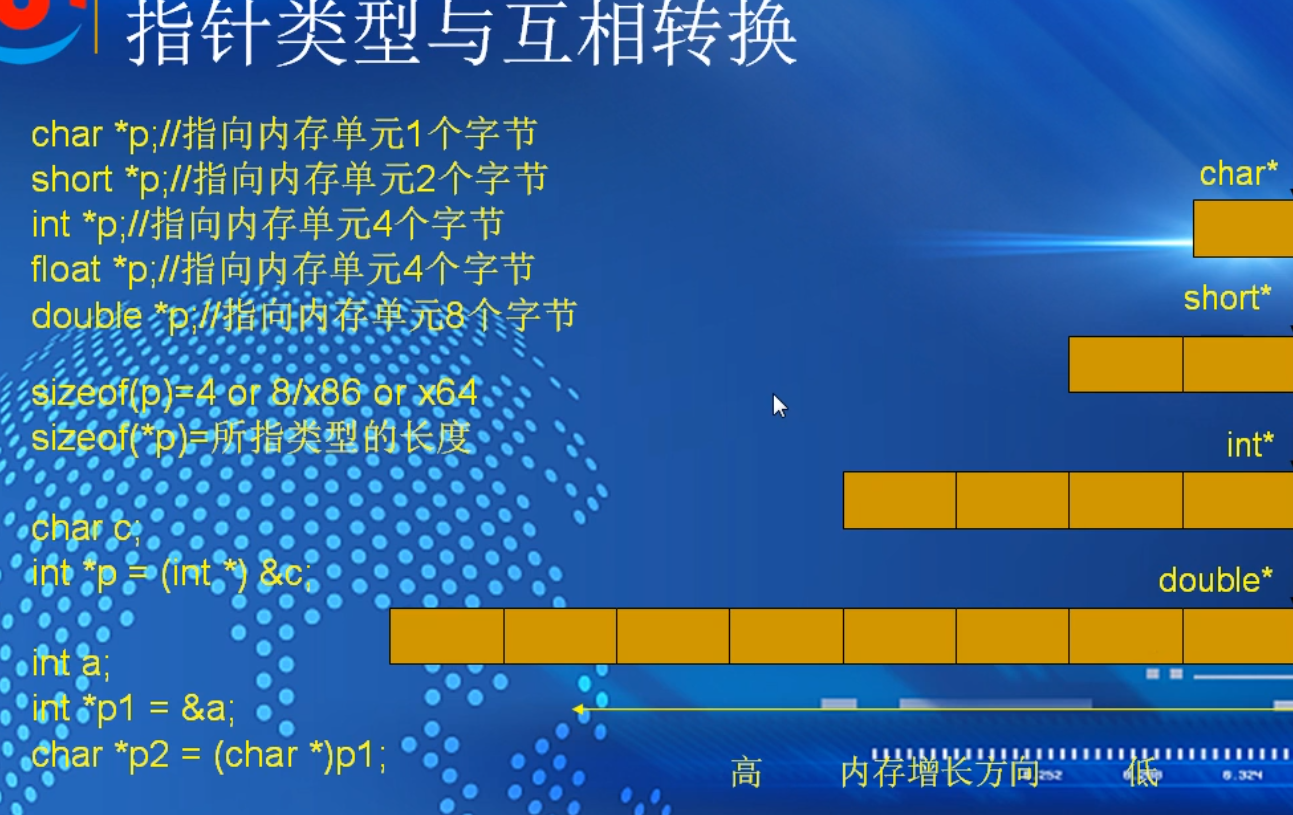 指针类型与互相转换
char *p;//指向内存单元1个字节
short *p;//指向内存单元2个字节
int *p;//指向内存单元4个字节
float *p;//指向内存单元4个字节
double *p;//指向内存单元8个字节
sizeof(p)=4 or 8/x86 or x64
sizeof(*p)=所指类型的长度
char c;
int *p = (int *) &c;
int a;
int *p1 = &a;
char *p2 = (char *)p1;
char*
short*
int*
double*
高 内存增长方向 低
8.324